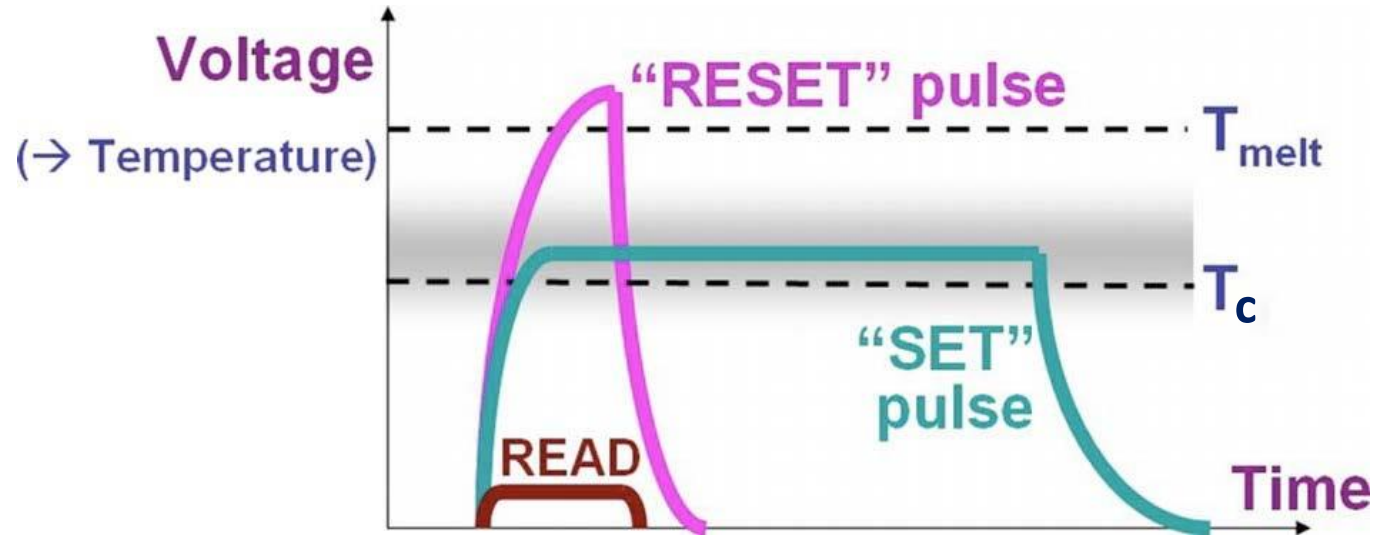 Voltage
(→ Temperature)
“RESET” pulse
Tmelt
Tc
“SET”
pulse
READ
Time